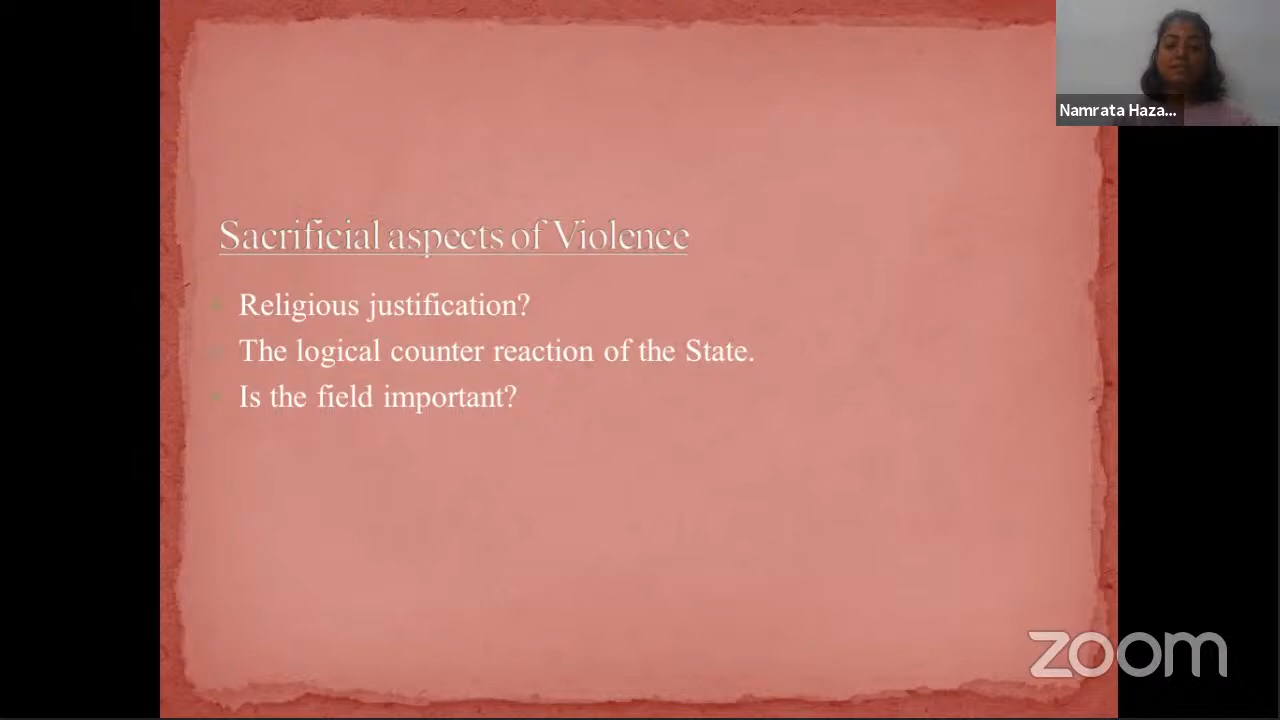 Namrata Haza...
Sacrificial aspects of Violence
Religious justification?
The logical counter reaction of the State.
Is the field important?
zoom